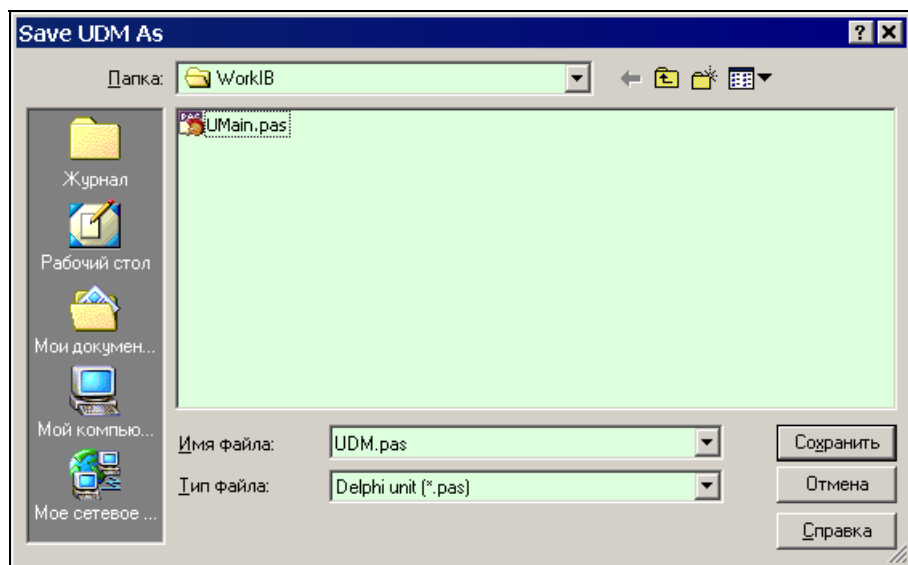 Save UDM As
Папка: WorkIB
UMain.pas
Журнал
Рабочий стол
Мои докумен...
Мой компью...
Мое сетевое ...
Имя файла: UDM.pas
Тип файла: Delphi unit (*.pas)
Сохранить
Отмена
Справка